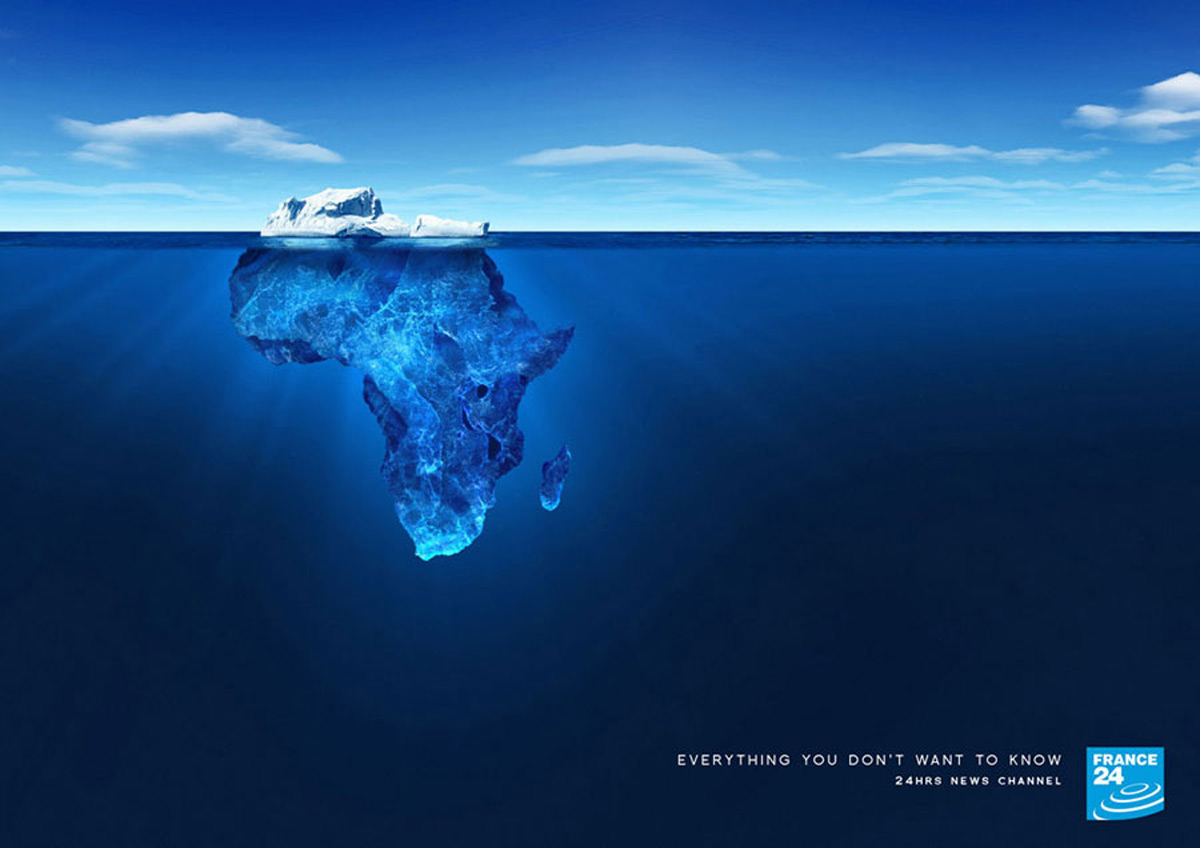 EVERYTHING YOU DON'T WANT TO KNOW
24HRS NEWS CHANNEL
FRANCE
24